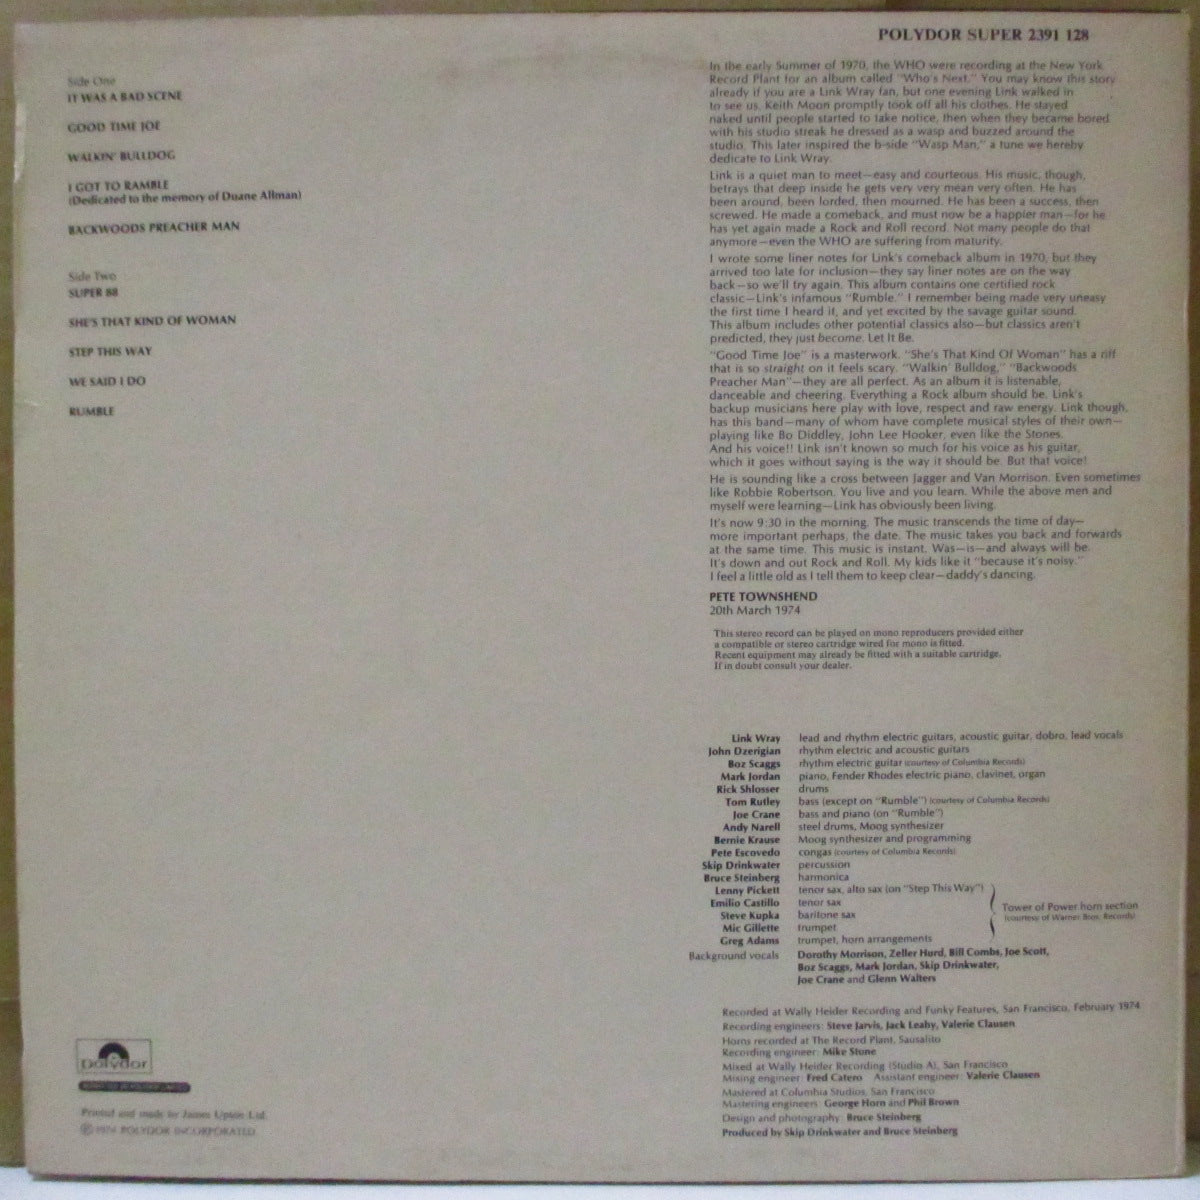 POLYDOR SUPER 2391 128
Side One
IT WAS A BAD SCENE
GOOD TIME JOE
WALKIN' BULLDOG
I GOT TO RAMBLE
(Dedicated to the memory of Duane Allman)
BACKWOODS PREACHER MAN
Side Two
SUPER 88
SHE'S THAT KIND OF WOMAN
STEP THIS WAY
WE SAID I DO
RUMBLE
In the early Summer of 1970, the WHO were recording at the New York
Record Plant for an album called "Who's Next." You may know this story
already if you are a Link Wray fan, but one evening Link walked in
to see us. Keith Moon promptly took off all his clothes. He stayed
naked until people started to take notice, then when they became bored
with his studio streak he dressed as a wasp and buzzed around the
studio. This later inspired the b-side "Wasp Man," a tune we hereby
dedicate to Link Wray.
Link is a quiet man to meet—easy and courteous. His music, though,
betrays that deep inside he gets very very mean very often. He has
been around, been lorded, then mourned. He has been a success, then
screwed. He made a comeback, and must now be a happier man—for he
has yet again made a Rock and Roll record. Not many people do that
anymore—even the WHO are suffering from maturity.
I wrote some liner notes for Link's comeback album in 1970, but they
arrived too late for inclusion—they say liner notes are on the way
back—so we'll try again. This album contains one certified rock
classic—Link's infamous "Rumble." I remember being made very uneasy
the first time I heard it, and yet excited by the savage guitar sound.
This album includes other potential classics also—but classics aren't
predicted, they just become. Let It Be.
"Good Time Joe" is a masterwork. "She's That Kind Of Woman" has a riff
that is so straight on it feels scary. "Walkin' Bulldog," "Backwoods
Preacher Man"—they are all perfect. As an album it is listenable,
danceable and cheering. Everything a Rock album should be. Link's
backup musicians here play with love, respect and raw energy. Link though,
has this band—many of whom have complete musical styles of their own—
playing like Bo Diddley, John Lee Hooker, even like the Stones.
And his voice!! Link isn't known so much for his voice as his guitar,
which it goes without saying is the way it should be. But that voice!
He is sounding like a cross between Jagger and Van Morrison. Even sometimes
like Robbie Robertson. You live and you learn. While the above men and
myself were learning—Link has obviously been living.
It's now 9:30 in the morning. The music transcends the time of day—
more important perhaps, the date. The music takes you back and forwards
at the same time. This music is instant. Was—is—and always will be.
It's down and out Rock and Roll. My kids like it "because it's noisy."
I feel a little old as I tell them to keep clear—daddy's dancing.
PETE TOWNSHEND
20th March 1974
This stereo record can be played on mono reproducers provided either
a compatible or stereo cartridge wired for mono is fitted.
Recent equipment may already be fitted with a suitable cartridge.
If in doubt consult your dealer.
Link Wray lead and rhythm electric guitars, acoustic guitar, dobro, lead vocals
John Dzerigian rhythm electric and acoustic guitars
Boz Scaggs rhythm electric guitar (courtesy of Columbia Records)
Mark Jordan piano, Fender Rhodes electric piano, clavinet, organ
Rick Shlosser drums
Tom Rutley bass (except on "Rumble") (courtesy of Columbia Records)
Joe Crane bass and piano (on "Rumble")
Andy Narell steel drums, Moog synthesizer
Bernie Krause Moog synthesizer and programming
Pete Escovedo congas (courtesy of Columbia Records)
Skip Drinkwater percussion
Bruce Steinberg harmonica
Lenny Pickett tenor sax, alto sax (on "Step This Way")
Emilio Castillo tenor sax
Steve Kupka baritone sax
Mic Gillette trumpet
Greg Adams trumpet, horn arrangements
Tower of Power horn section
(courtesy of Warner Bros. Records)
Background vocals Dorothy Morrison, Zeller Hurd, Bill Combs, Joe Scott,
Boz Scaggs, Mark Jordan, Skip Drinkwater,
Joe Crane and Glenn Walters
Recorded at Wally Heider Recording and Funky Features, San Francisco, February 1974
Recording engineers: Steve Jarvis, Jack Leahy, Valerie Clausen
Horns recorded at The Record Plant, Sausalito
Recording engineer: Mike Stone
Mixed at Wally Heider Recording (Studio A), San Francisco
Mixing engineer: Fred Catero Assistant engineer: Valerie Clausen
Mastered at Columbia Studios, San Francisco
Mastering engineers: George Horn and Phil Brown
Design and photography: Bruce Steinberg
Produced by Skip Drinkwater and Bruce Steinberg
Polydor
Printed and made by James Upton Ltd.
℗ 1974 POLYDOR INCORPORATED